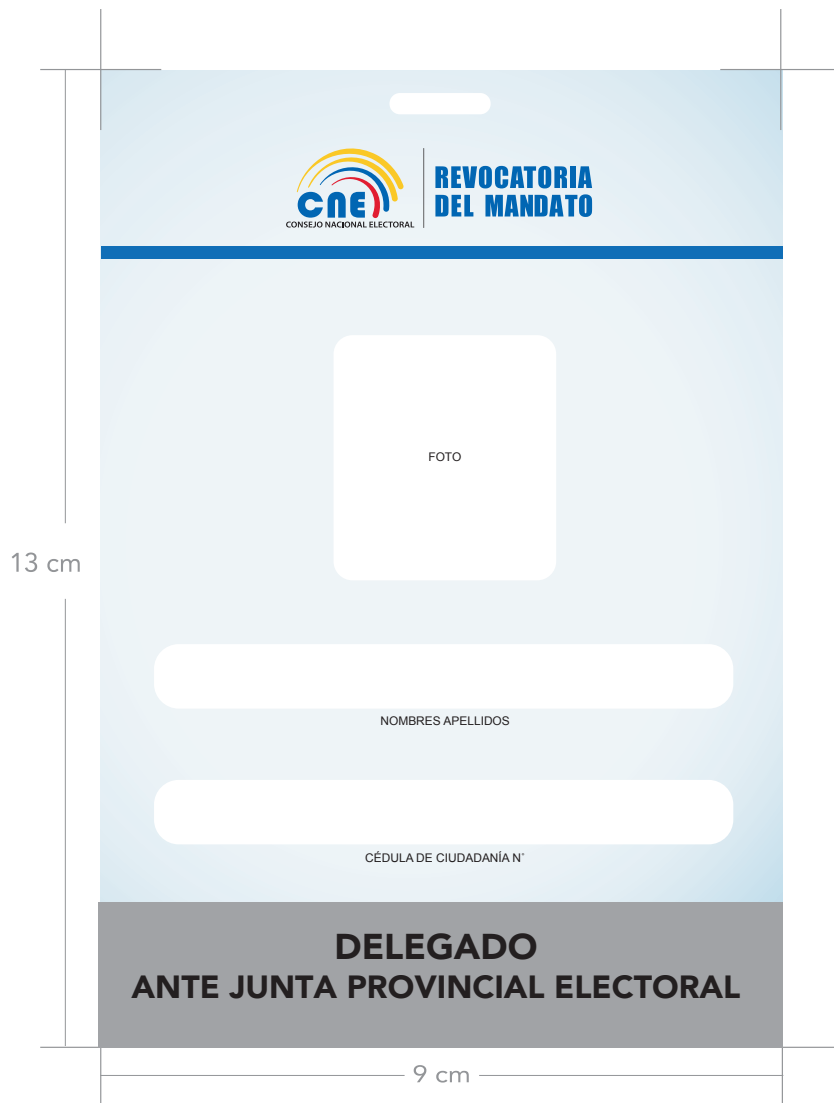 CNE
CONSEJO NACIONAL ELECTORAL
REVOCATORIA
DEL MANDATO
FOTO
13 cm
NOMBRES APELLIDOS
CÉDULA DE CIUDADANÍA N°
DELEGADO
ANTE JUNTA PROVINCIAL ELECTORAL
9 cm